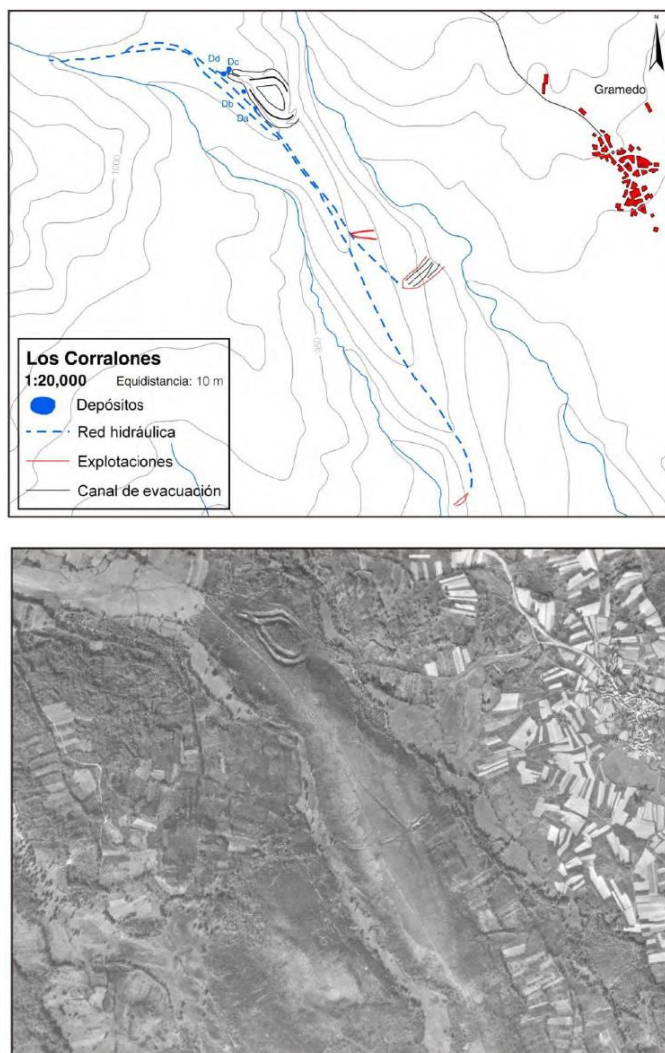 N
Gramedo
Dd
Dc
Db
Da
1000
950
Los Corralones
1:20,000 Equidistancia: 10 m
Depósitos
Red hidráulica
Explotaciones
Canal de evacuación